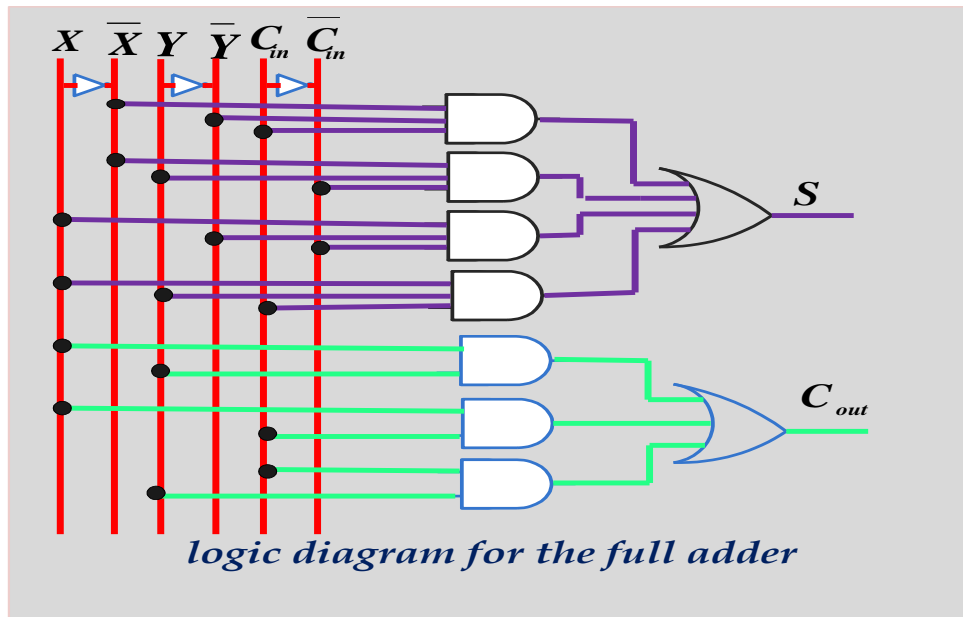 X X̅ Y Y̅ C_in C̅_in̅
S
C_out
logic diagram for the full adder